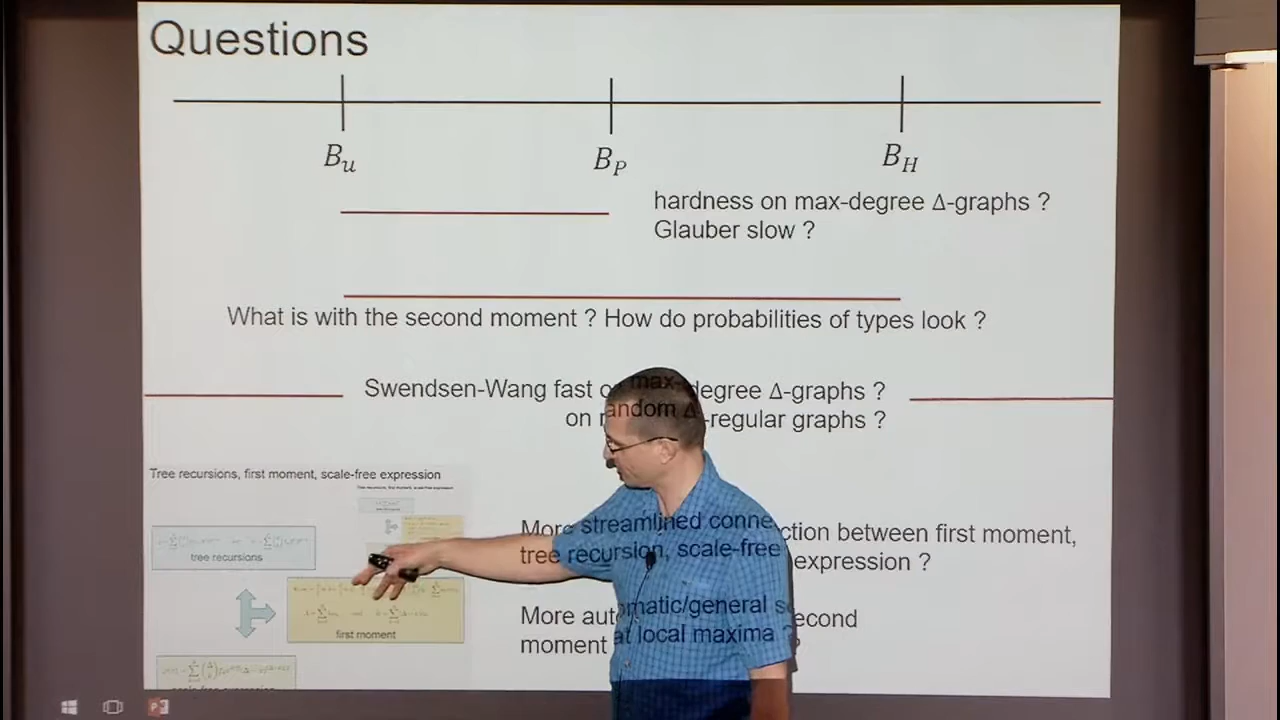 Questions
B_u B_P B_H
hardness on max-degree Δ-graphs ?
Glauber slow ?
What is with the second moment ? How do probabilities of types look ?
Swendsen-Wang fast on max-degree Δ-graphs ?
on random Δ-regular graphs ?
Tree recursions, first moment, scale-free expression
tree recursions
first moment
More streamlined connection between first moment,
tree recursion, scale-free expression ?
More automatic/general second
moment at local maxima ?